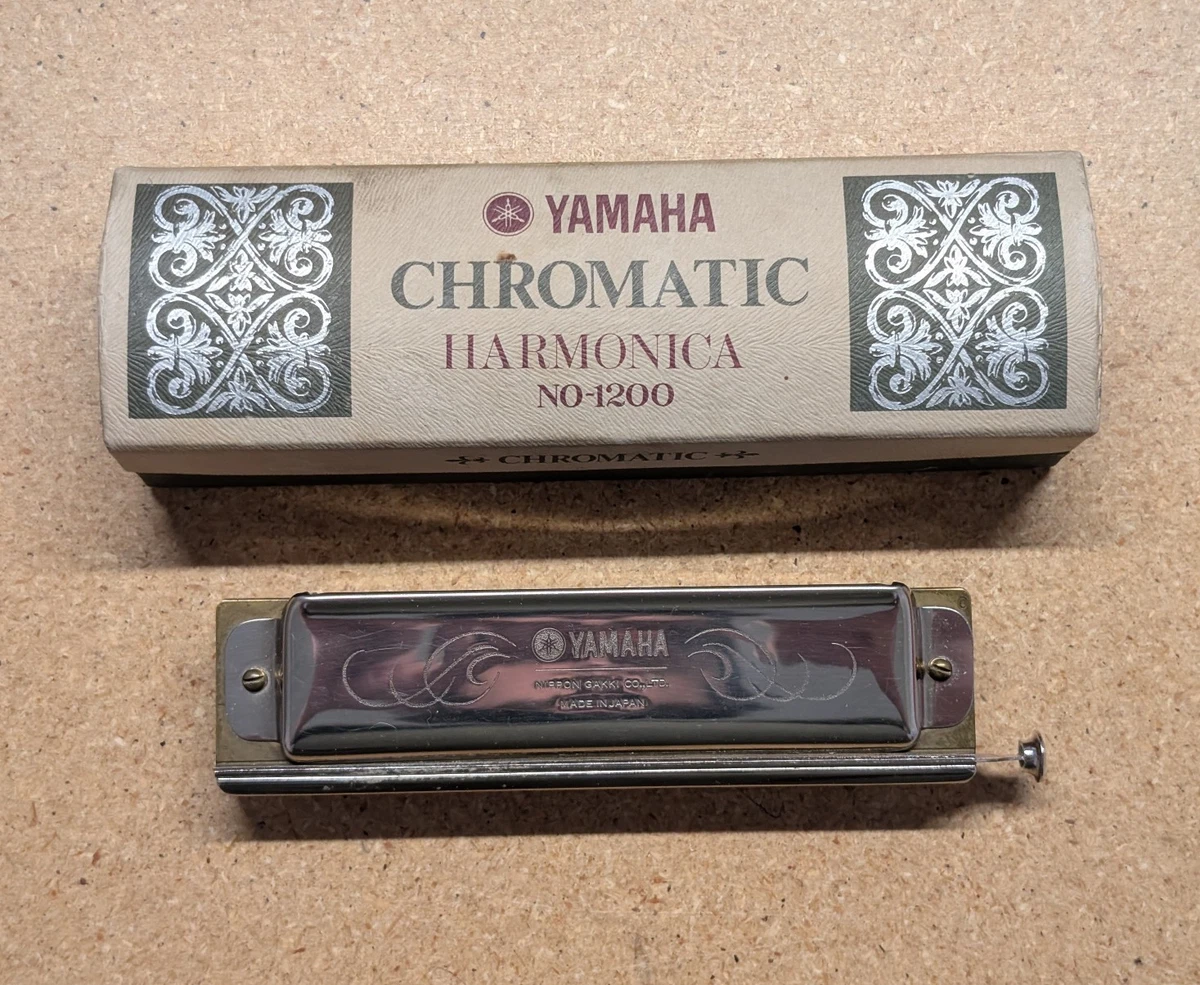 YAMAHA
CHROMATIC
HARMONICA
NO-1200
CHROMATIC
YAMAHA
NIPPON GAKKI CO., LTD.
MADE IN JAPAN